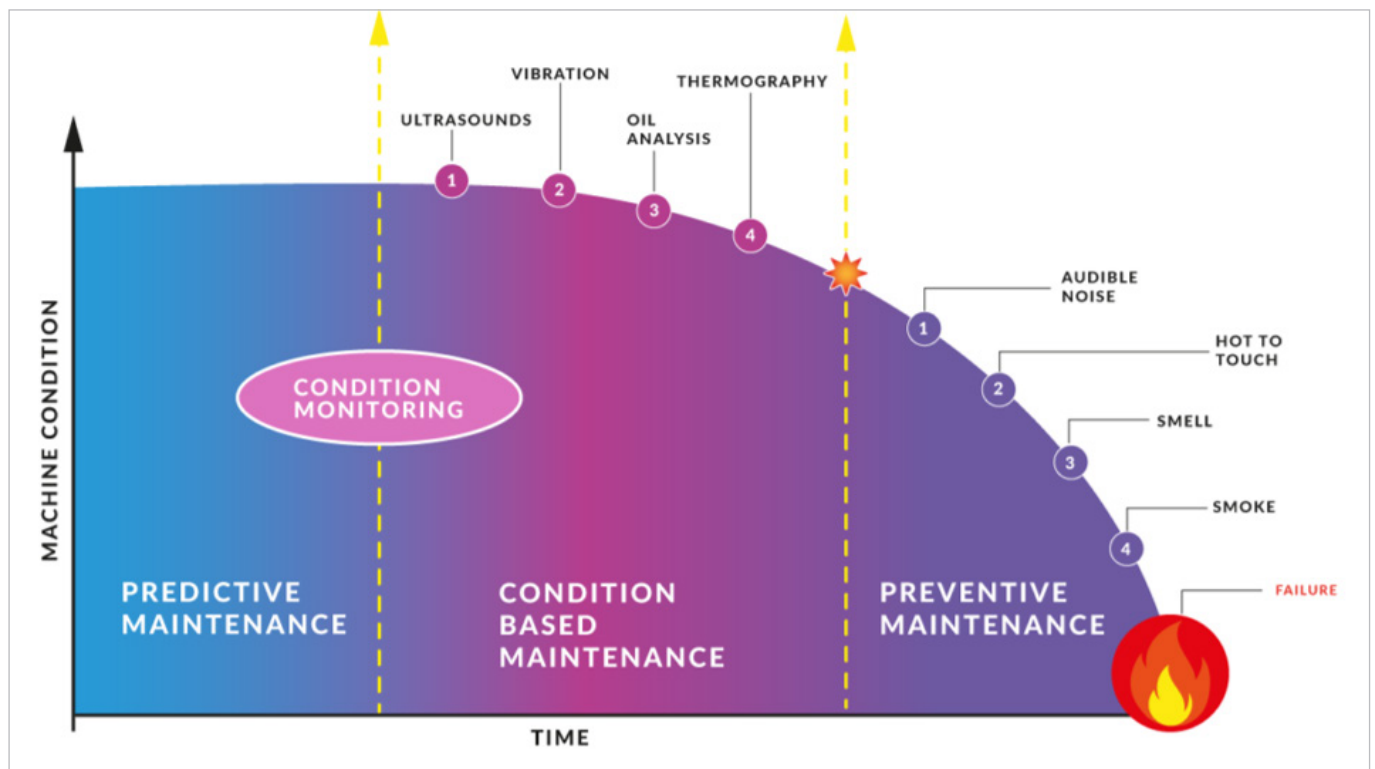 VIBRATION
THERMOGRAPHY
ULTRASOUNDS
OIL
ANALYSIS
1
2
3
4
AUDIBLE
NOISE
1
HOT TO
TOUCH
2
SMELL
3
SMOKE
4
FAILURE
MACHINE CONDITION
CONDITION
MONITORING
PREDICTIVE
MAINTENANCE
CONDITION
BASED
MAINTENANCE
PREVENTIVE
MAINTENANCE
TIME